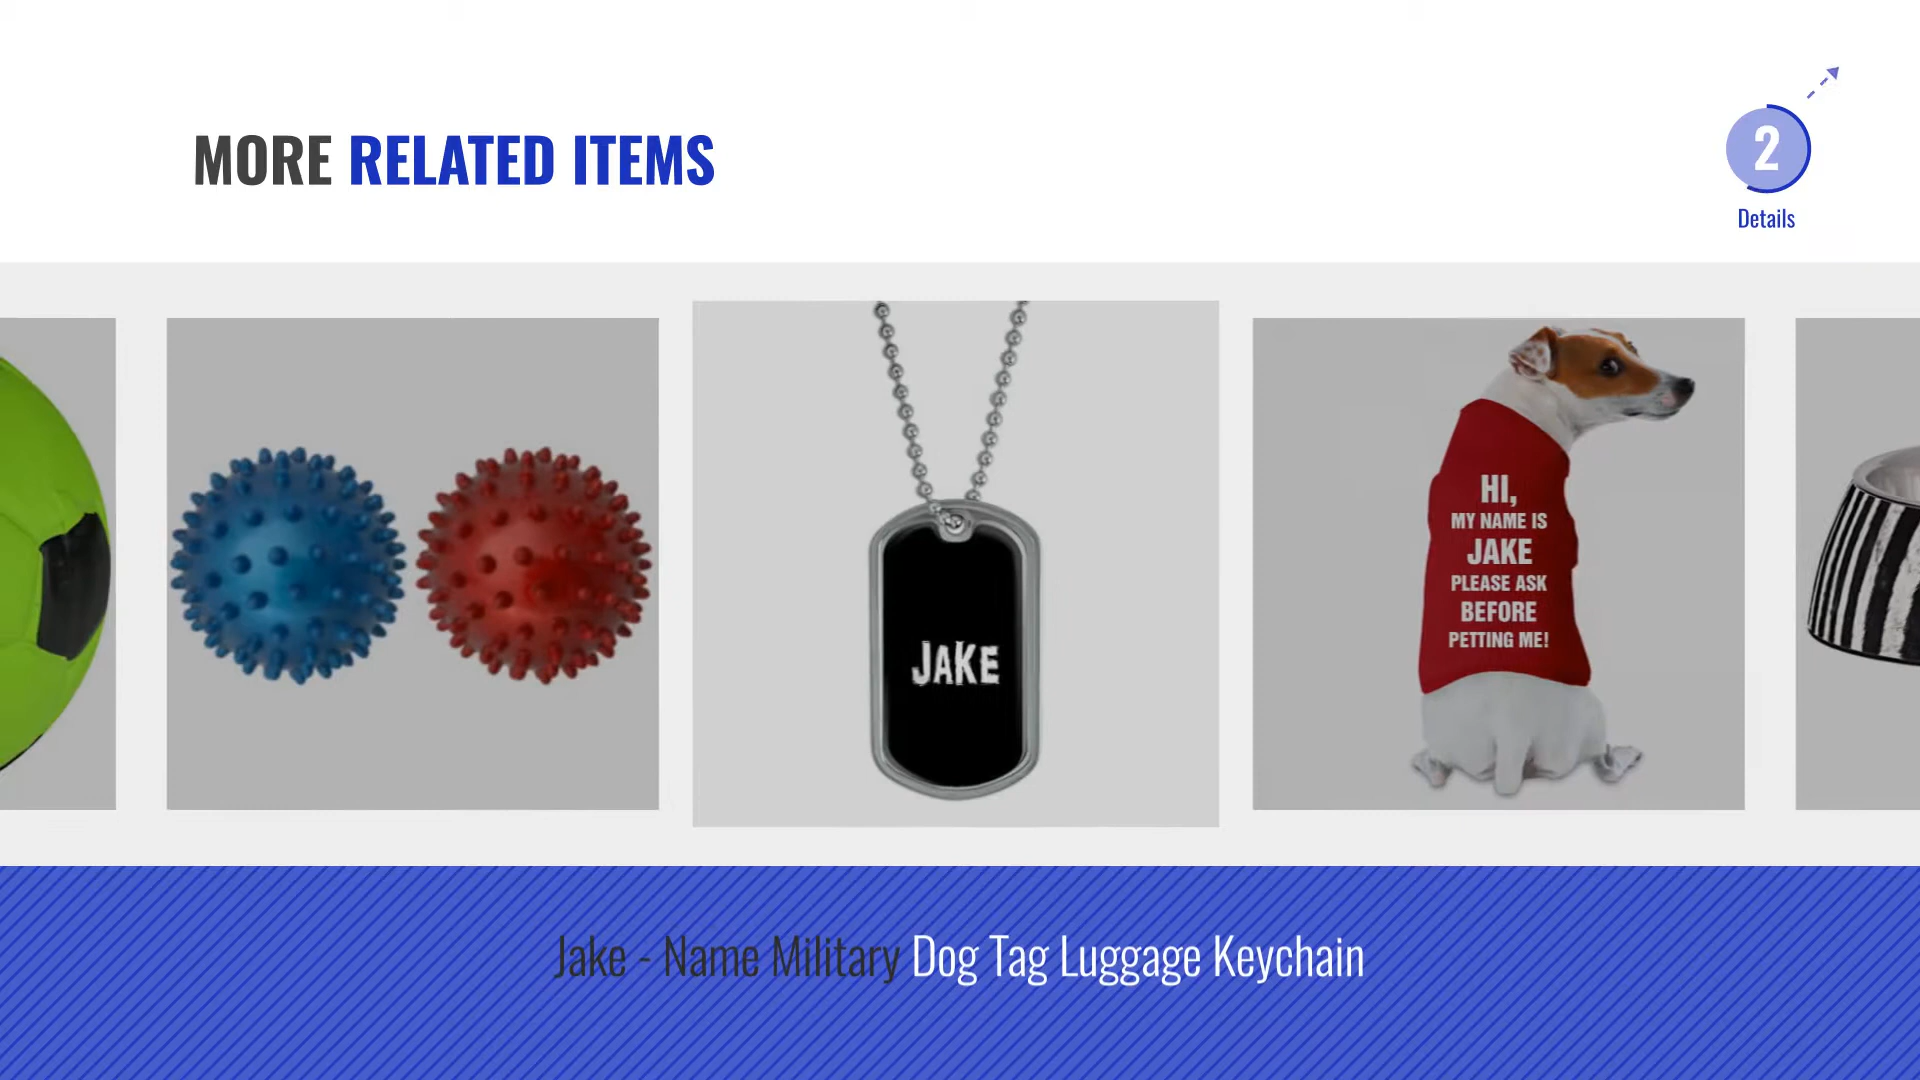 MORE RELATED ITEMS
2
Details
JAKE
HI,
MY NAME IS
JAKE
PLEASE ASK
BEFORE
PETTING ME!
Jake - Name Military Dog Tag Luggage Keychain